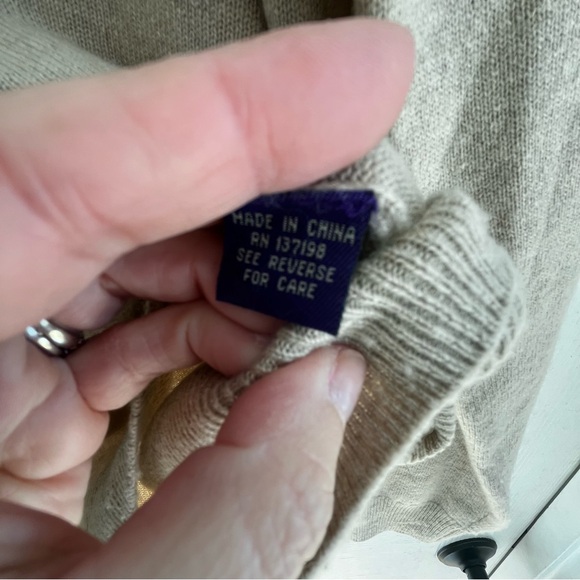 MADE IN CHINA
RN 137198
SEE REVERSE
FOR CARE